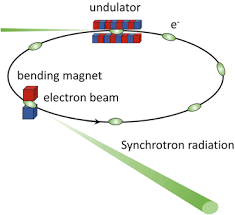 undulator
e⁻
bending magnet
electron beam
Synchrotron radiation